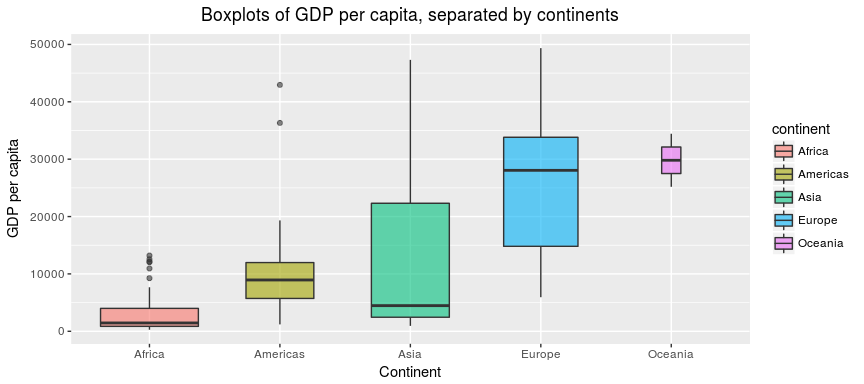 Boxplots of GDP per capita, separated by continents
GDP per capita
50000
40000
30000
20000
10000
0
Africa
Americas
Asia
Europe
Oceania
Continent
continent
Africa
Americas
Asia
Europe
Oceania